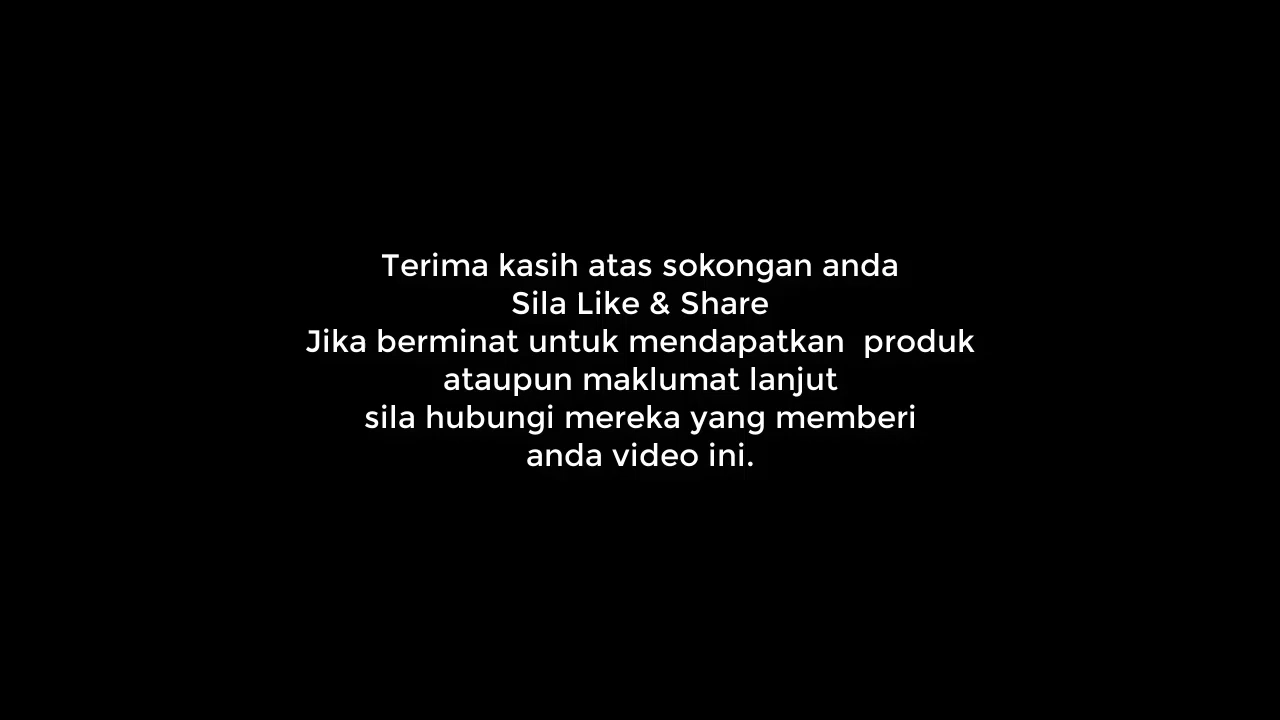 Terima kasih atas sokongan anda
Sila Like & Share
Jika berminat untuk mendapatkan  produk
ataupun maklumat lanjut
sila hubungi mereka yang memberi
anda video ini.